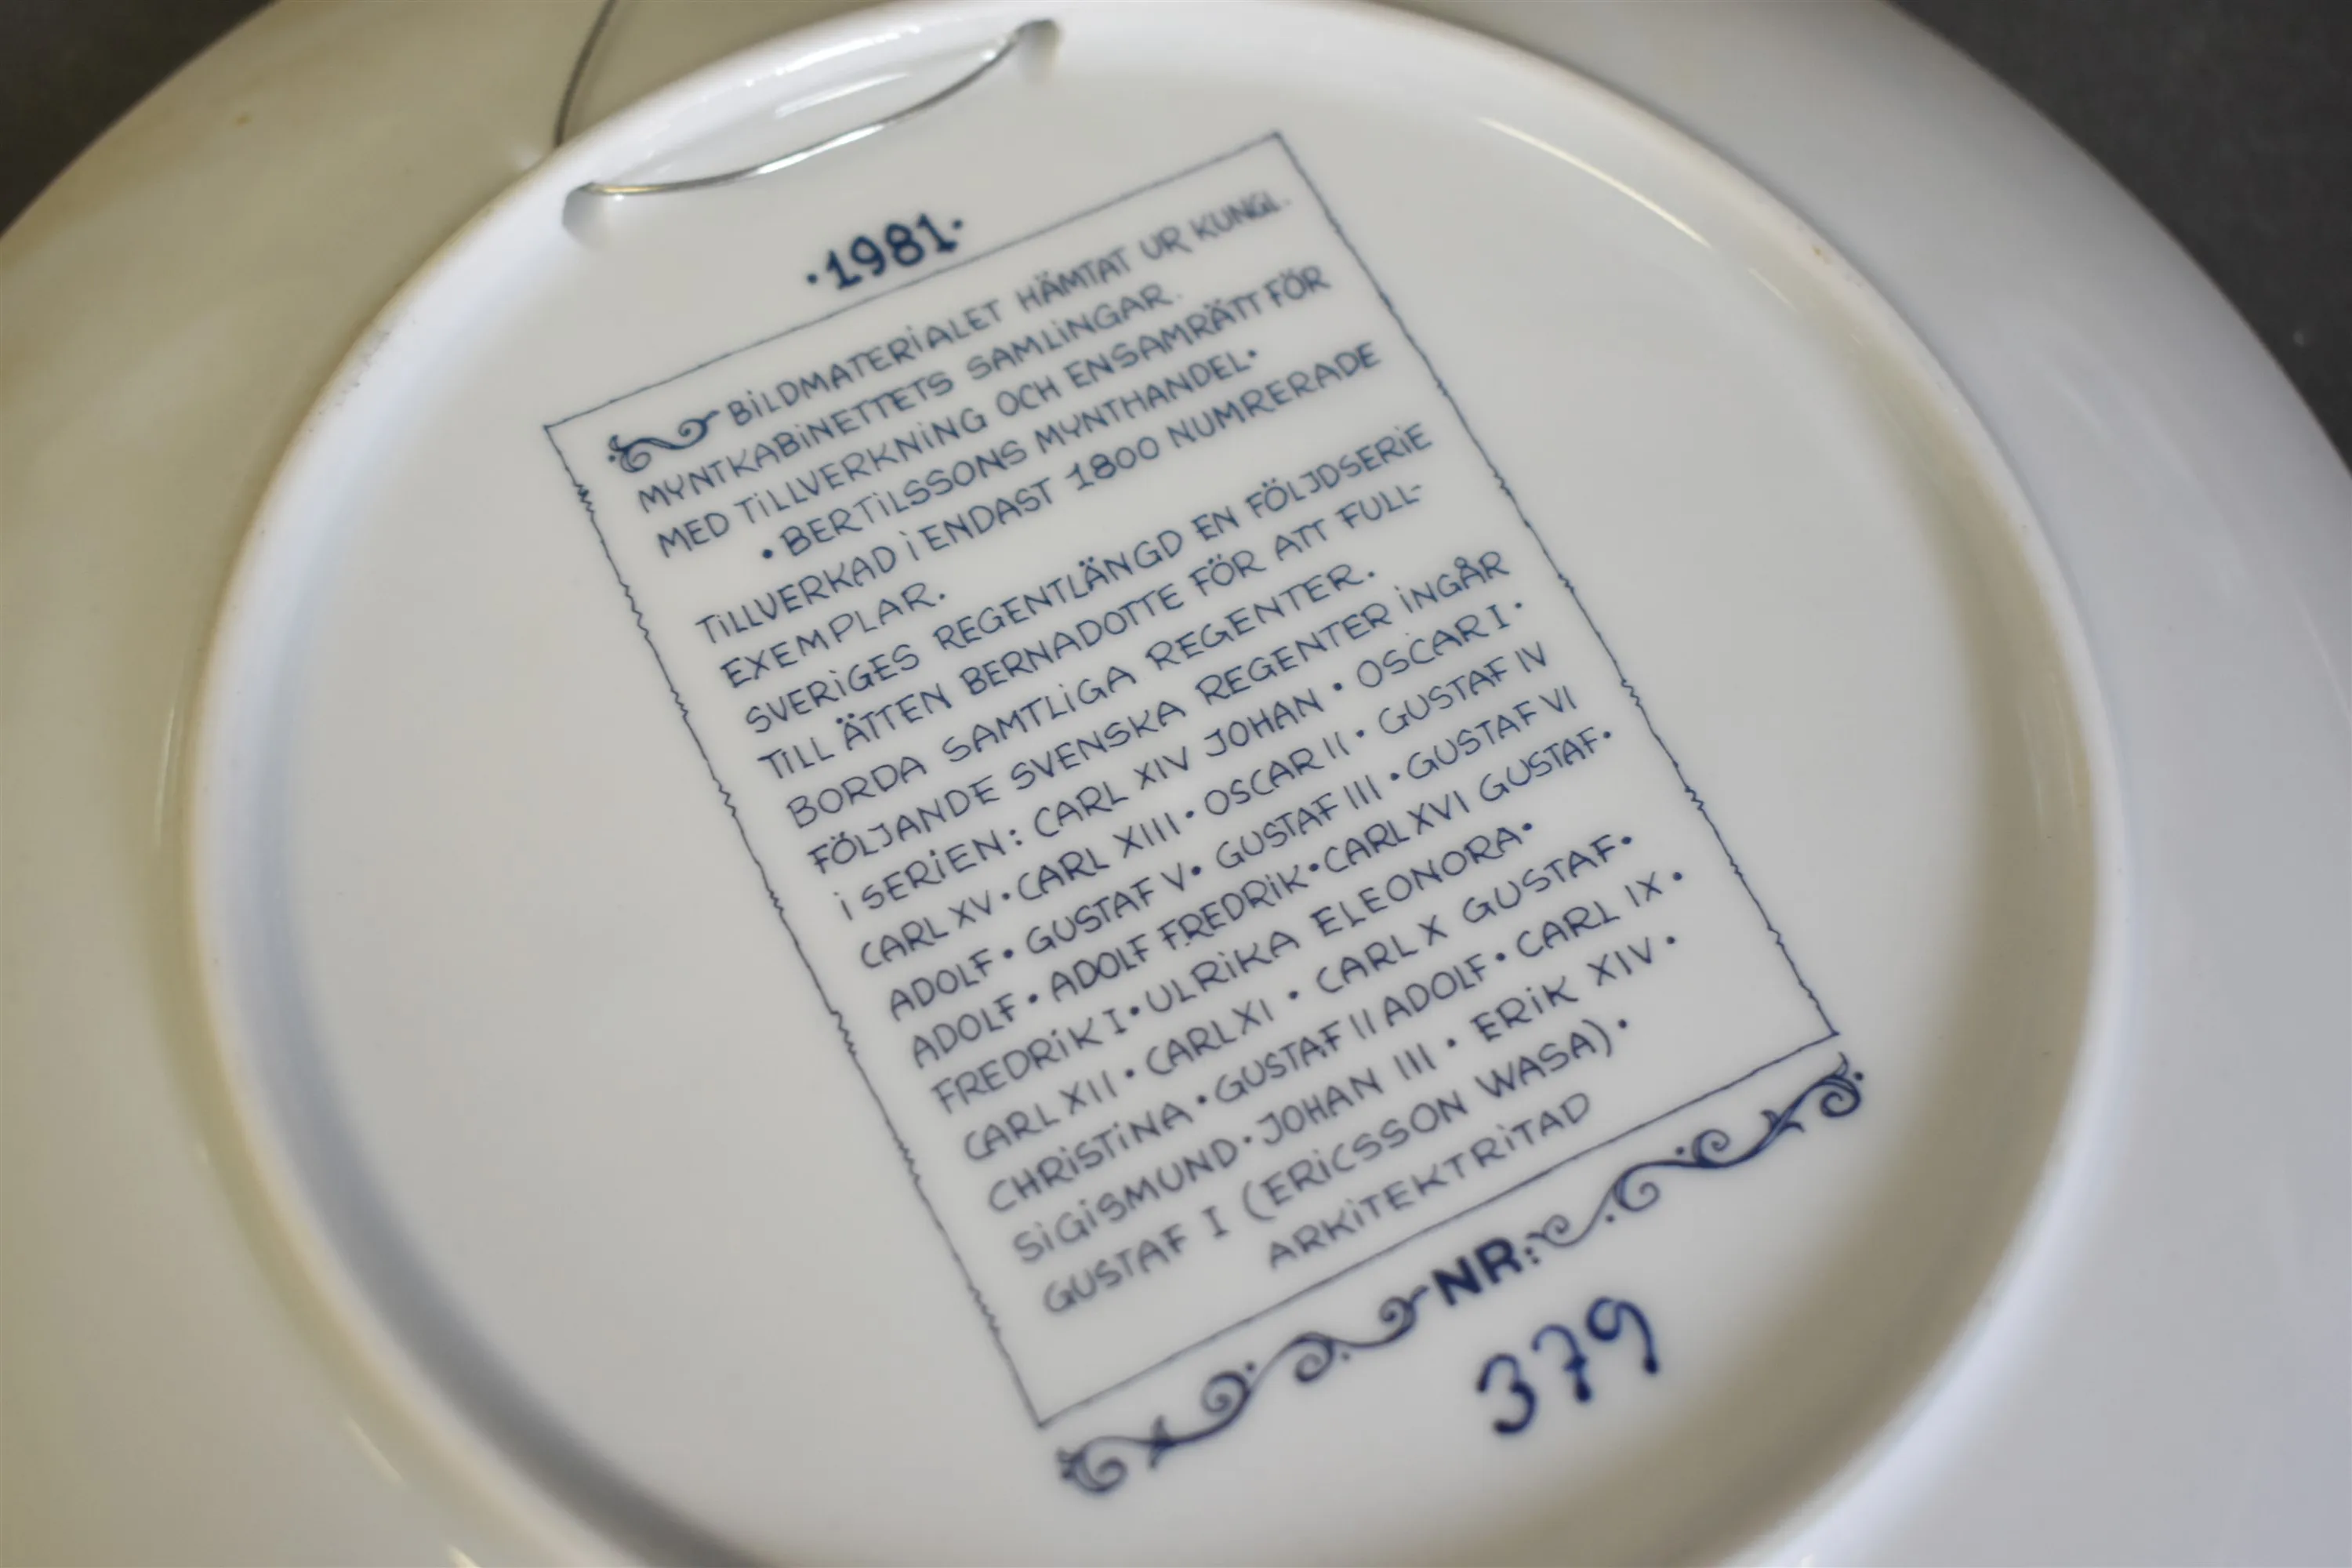 ·1981·
BILDMATERIALET HÄMTAT UR KUNGL.
MYNTKABINETTETS SAMLINGAR.
MED TILLVERKNING OCH ENSAMRÄTT FÖR
• BERTILSSONS MYNTHANDEL•
TILLVERKAD I ENDAST 1800 NUMRERADE
EXEMPLAR.
SVERIGES REGENTLÄNGD EN FÖLJDSERIE
TILL ÄTTEN BERNADOTTE FÖR ATT FULL-
BORDA SAMTLIGA REGENTER.
FÖLJANDE SVENSKA REGENTER INGÅR
I SERIEN: CARL XIV JOHAN • OSCAR I •
CARL XV • CARL XIII • OSCAR II • GUSTAF IV
ADOLF • GUSTAF V • GUSTAF III • GUSTAF VI
ADOLF • ADOLF FREDRIK • CARL XVI GUSTAF •
FREDRIK I • ULRIKA ELEONORA •
CARL XII • CARL XI • CARL X GUSTAF •
CHRISTINA • GUSTAF II ADOLF • CARL IX •
SIGISMUND • JOHAN III • ERIK XIV •
GUSTAF I (ERICSSON WASA) •
ARKITEKTRITAD
NR:
379